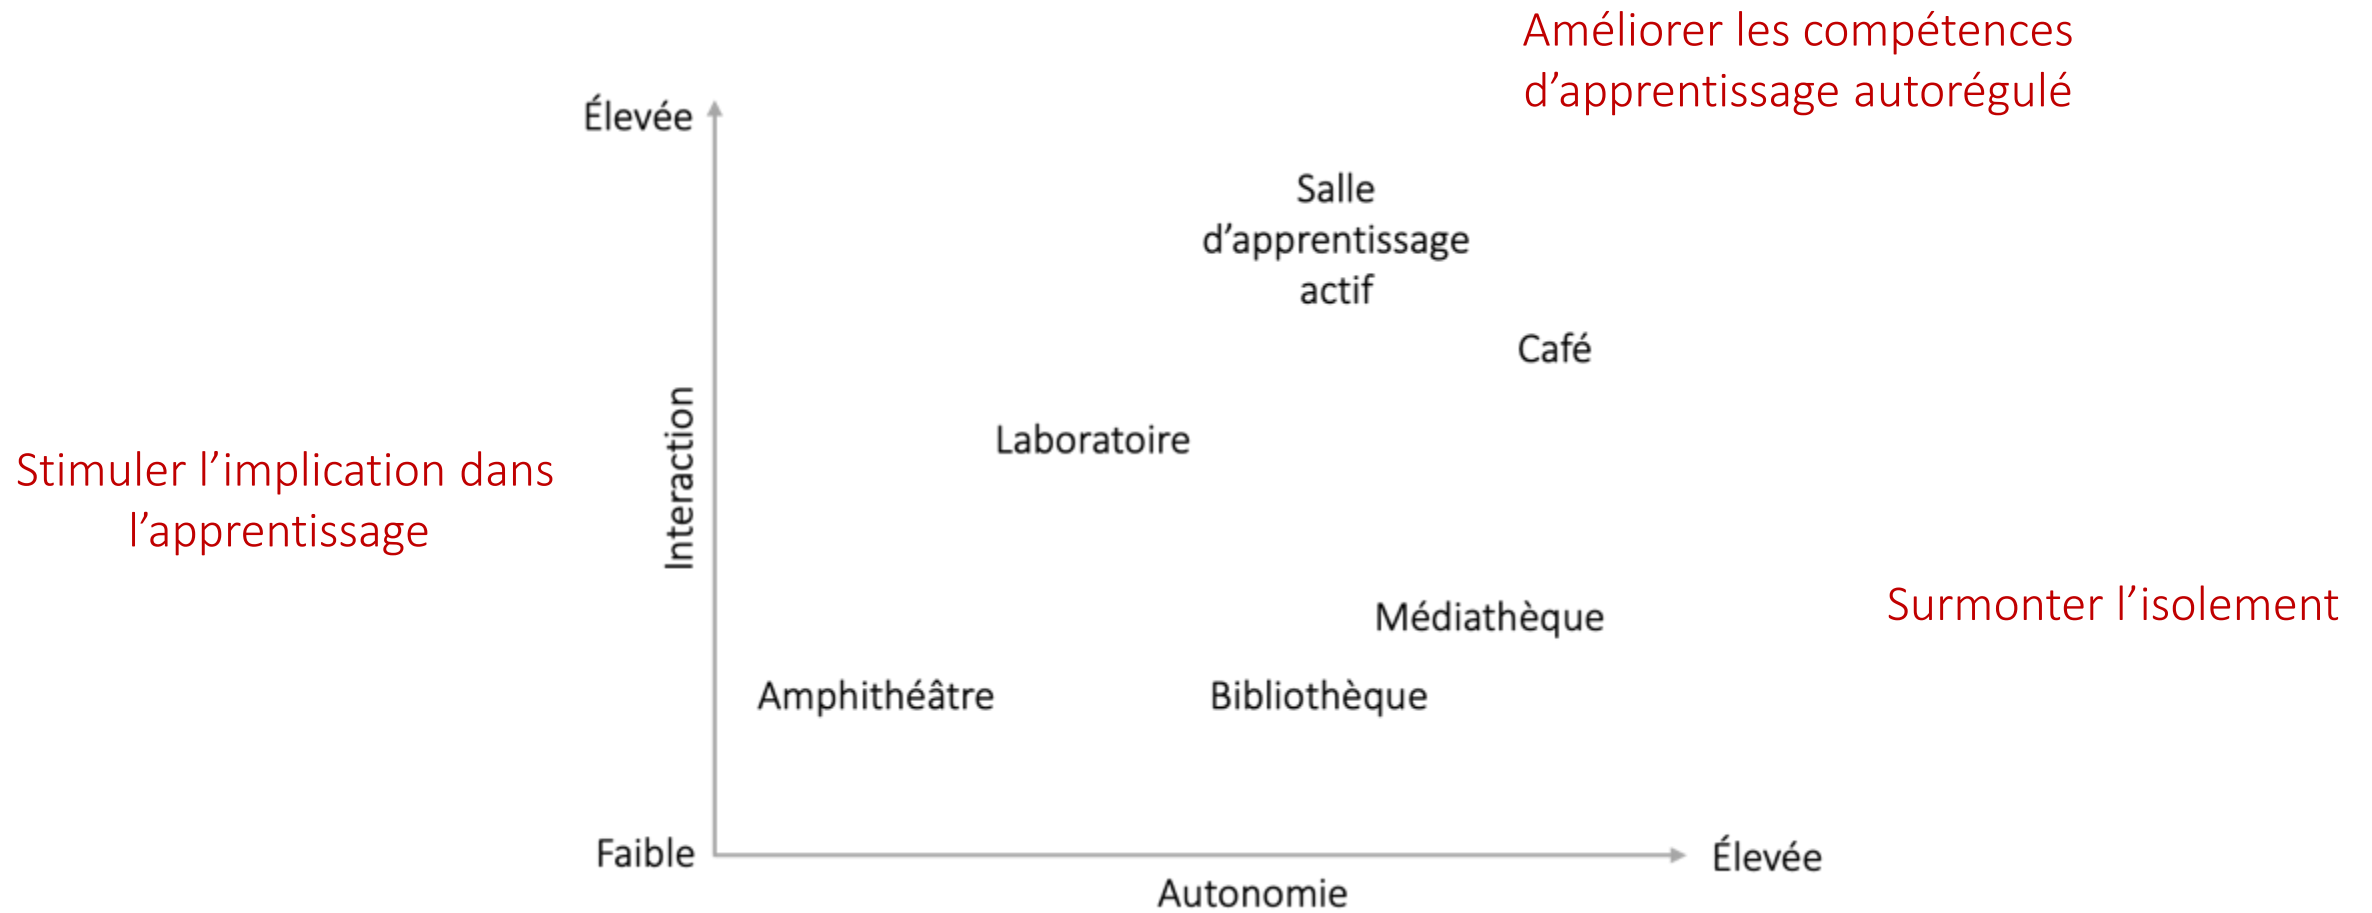 Améliorer les compétences
d’apprentissage autorégulé
Élevée
Salle
d’apprentissage
actif
Café
Interaction
Laboratoire
Stimuler l’implication dans
l’apprentissage
Médiathèque
Surmonter l’isolement
Amphithéâtre
Bibliothèque
Faible
Élevée
Autonomie